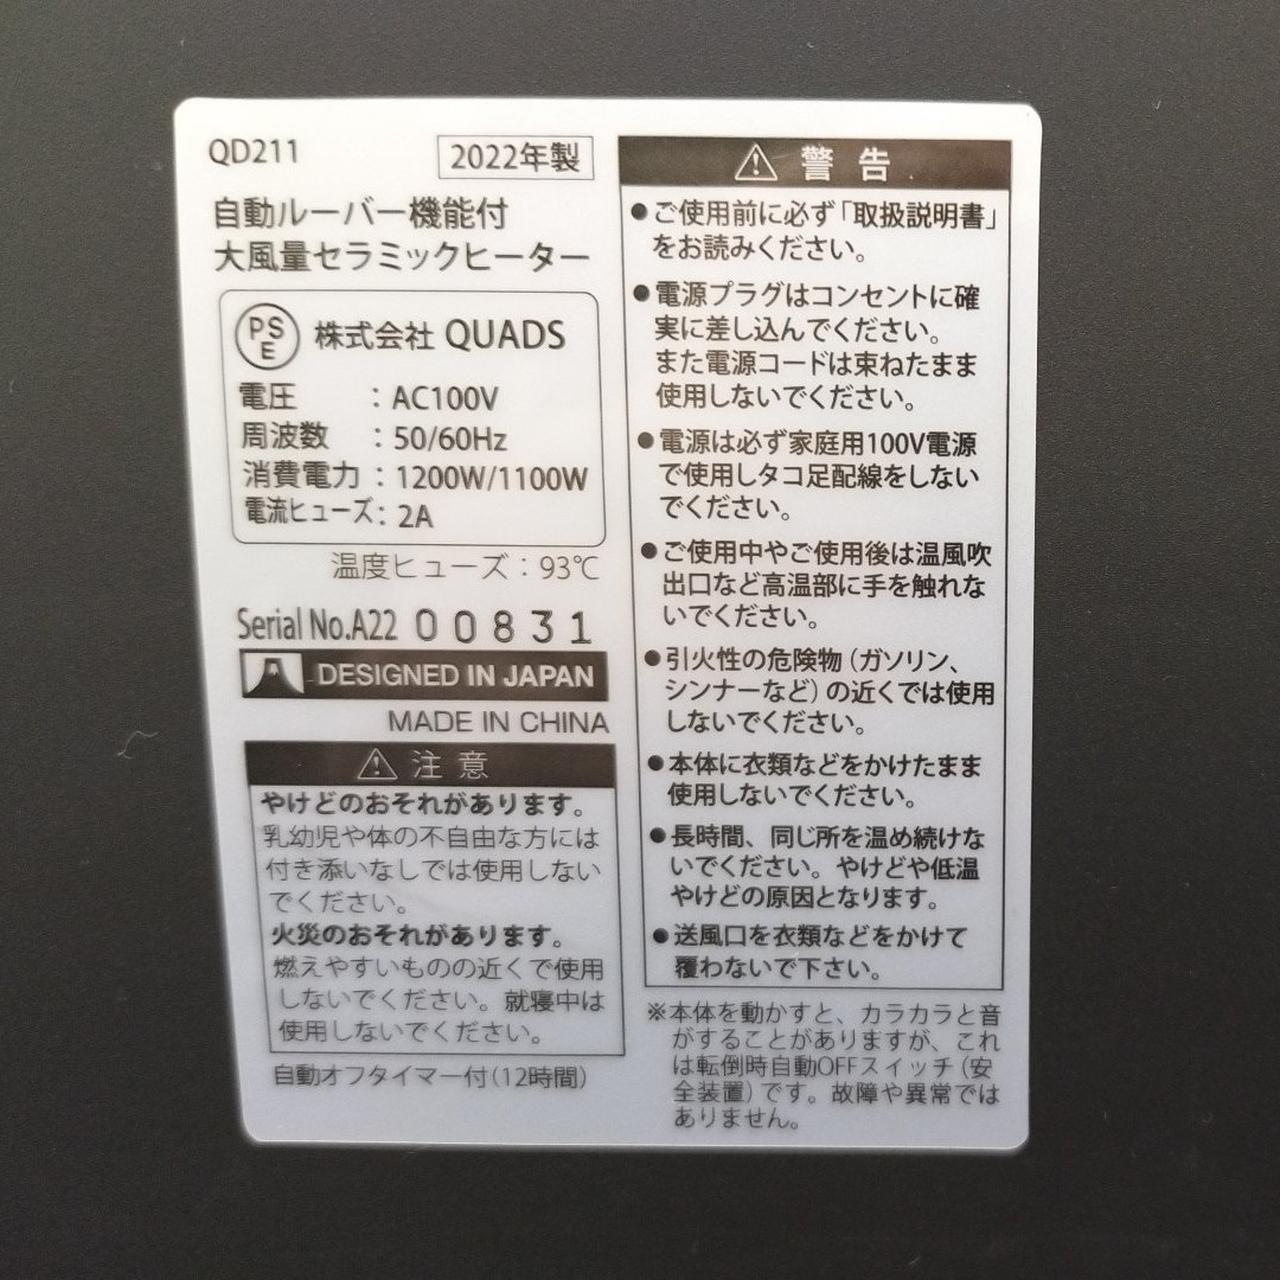 QD211
2022年製
自動ルーバー機能付
大風量セラミックヒーター
PSE 株式会社 QUADS
電圧 : AC100V
周波数 : 50/60Hz
消費電力 : 1200W/1100W
電流ヒューズ: 2A
温度ヒューズ : 93℃
Serial No.A22 00831
DESIGNED IN JAPAN
MADE IN CHINA
⚠ 注意
やけどのおそれがあります。
乳幼児や体の不自由な方には
付き添いなしでは使用しない
でください。
火災のおそれがあります。
燃えやすいものの近くで使用
しないでください。就寝中は
使用しないでください。
自動オフタイマー付(12時間)
⚠ 警告
●ご使用前に必ず「取扱説明書」
をお読みください。
●電源プラグはコンセントに確
実に差し込んでください。
また電源コードは束ねたまま
使用しないでください。
●電源は必ず家庭用100V電源
で使用しタコ足配線をしない
でください。
●ご使用中やご使用後は温風吹
出口など高温部に手を触れな
いでください。
●引火性の危険物(ガソリン、
シンナーなど)の近くでは使用
しないでください。
●本体に衣類などをかけたまま
使用しないでください。
●長時間、同じ所を温め続けな
いでください。やけどや低温
やけどの原因となります。
●送風口を衣類などをかけて
覆わないで下さい。
※本体を動かすと、カラカラと音
がすることがありますが、これ
は転倒時自動OFFスイッチ(安
全装置)です。故障や異常では
ありません。